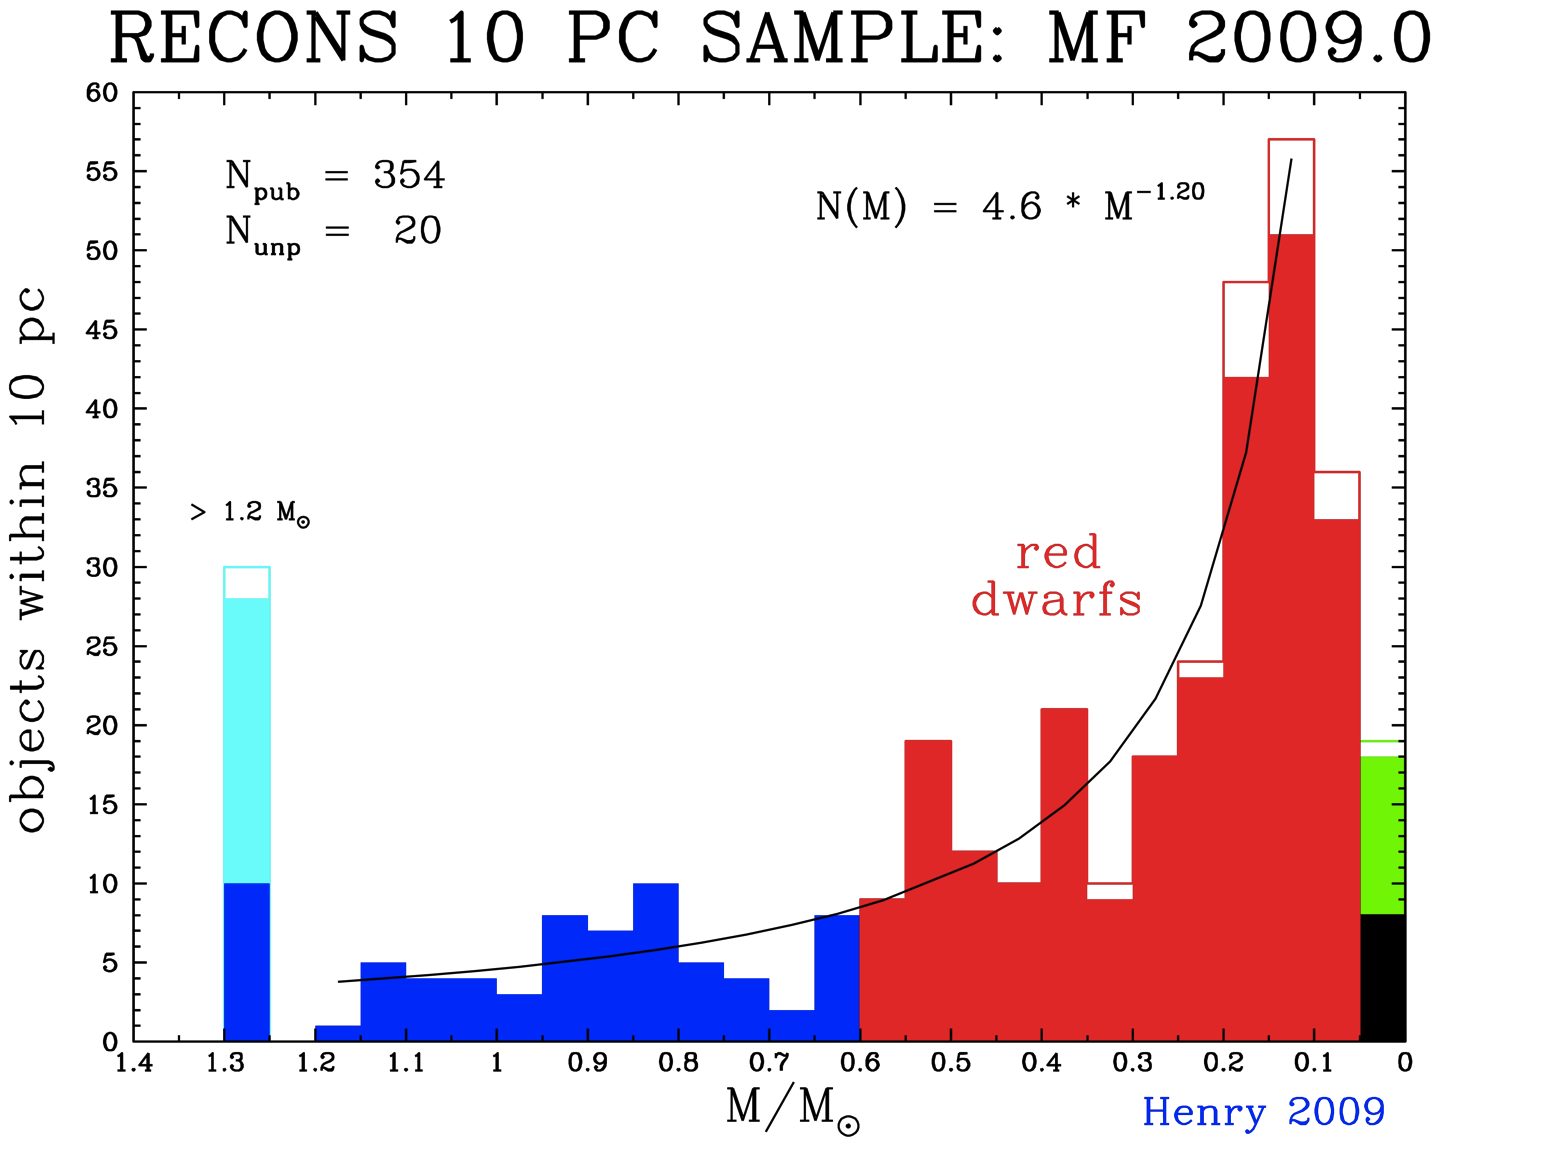 RECONS 10 PC SAMPLE: MF 2009.0
60
55
50
45
40
35
30
25
20
15
10
5
0
objects within 10 pc
N_pub = 354
N_unp = 20
N(M) = 4.6 * M^-1.20
> 1.2 M⊙
red
dwarfs
1.4 1.3 1.2 1.1 1 0.9 0.8 0.7 0.6 0.5 0.4 0.3 0.2 0.1 0
M/M⊙
Henry 2009